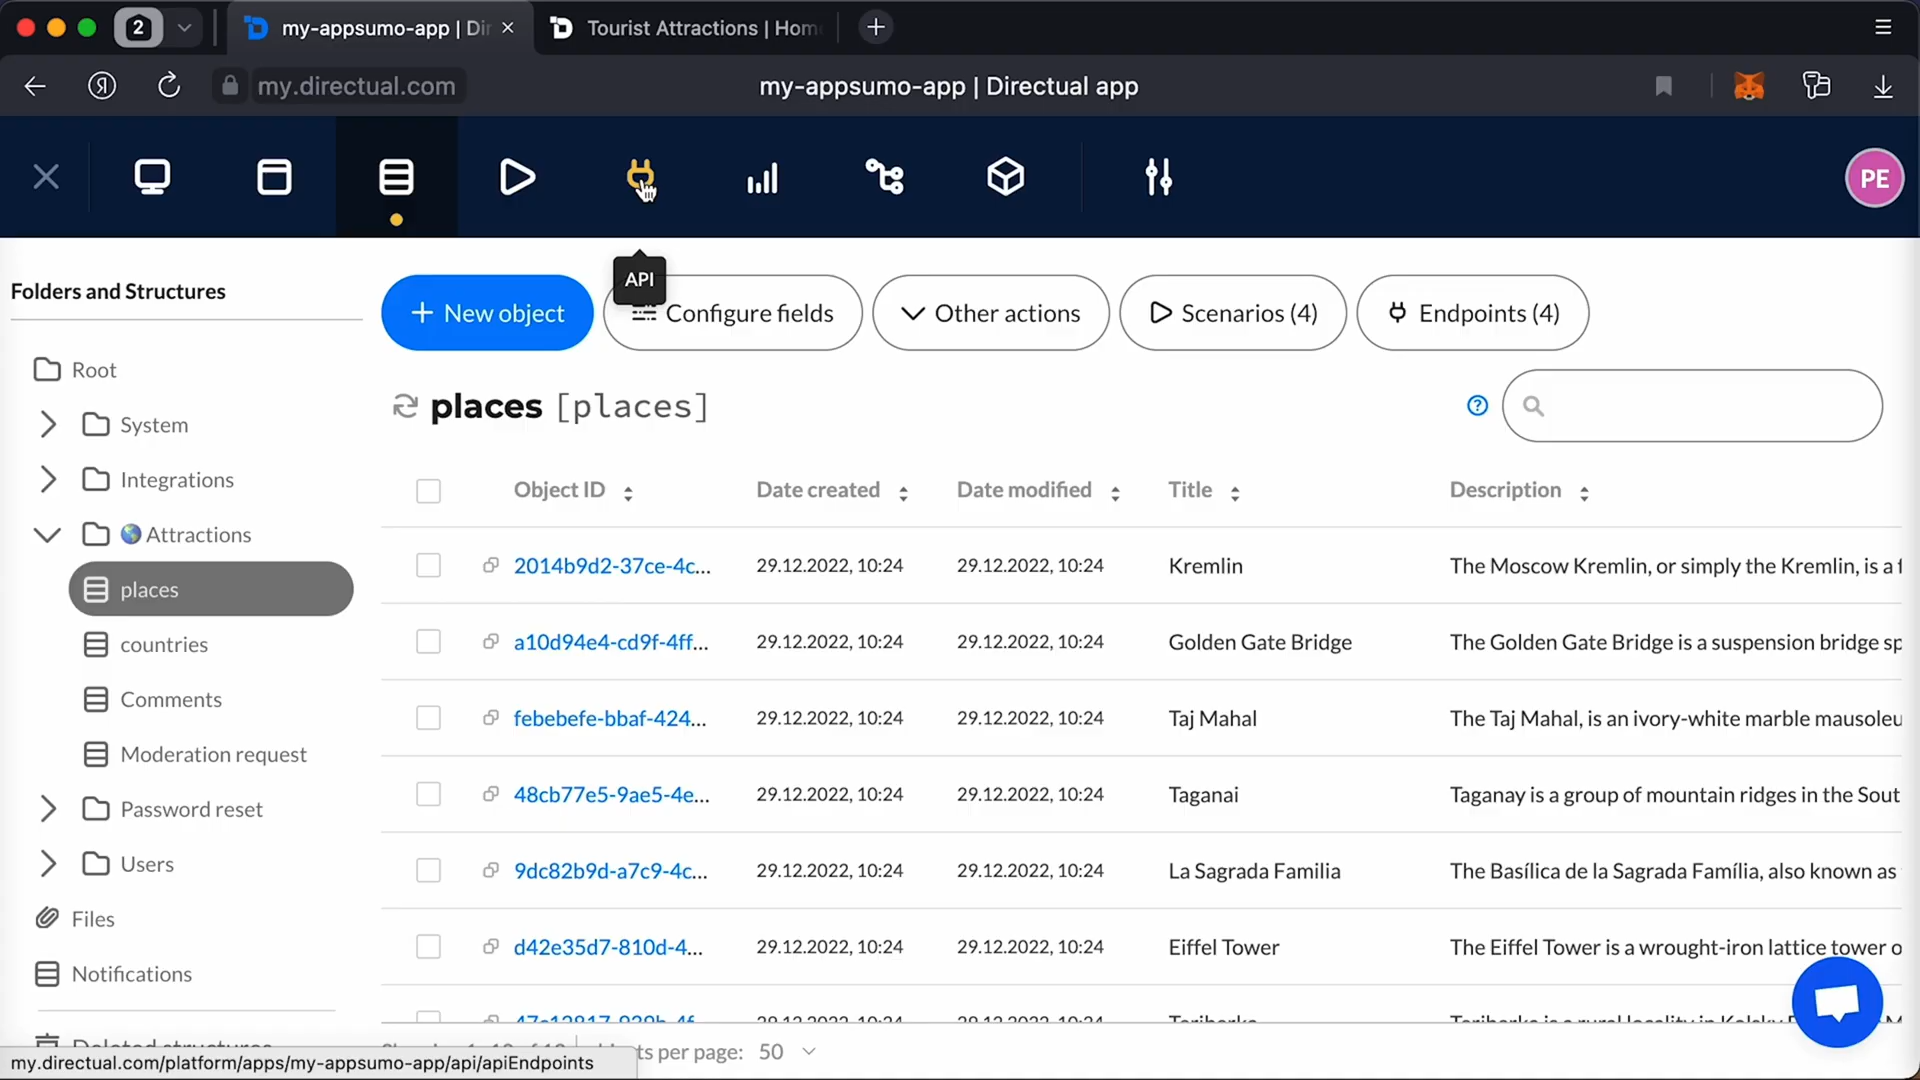 2
my-appsumo-app | Dir
Tourist Attractions | Hom
my.directual.com
my-appsumo-app | Directual app
PE
API
Folders and Structures
+ New object
Configure fields
Other actions
Scenarios (4)
Endpoints (4)
Root
System
Integrations
Attractions
places
countries
Comments
Moderation request
Password reset
Users
Files
Notifications
Deleted structures
places [places]
Object ID
Date created
Date modified
Title
Description
2014b9d2-37ce-4c... 29.12.2022, 10:24 29.12.2022, 10:24 Kremlin The Moscow Kremlin, or simply the Kremlin, is a f
a10d94e4-cd9f-4ff... 29.12.2022, 10:24 29.12.2022, 10:24 Golden Gate Bridge The Golden Gate Bridge is a suspension bridge sp
febebefe-bbaf-424... 29.12.2022, 10:24 29.12.2022, 10:24 Taj Mahal The Taj Mahal, is an ivory-white marble mausoleu
48cb77e5-9ae5-4e... 29.12.2022, 10:24 29.12.2022, 10:24 Taganai Taganay is a group of mountain ridges in the Sout
9dc82b9d-a7c9-4c... 29.12.2022, 10:24 29.12.2022, 10:24 La Sagrada Familia The Basílica de la Sagrada Família, also known as
d42e35d7-810d-4... 29.12.2022, 10:24 29.12.2022, 10:24 Eiffel Tower The Eiffel Tower is a wrought-iron lattice tower o
ts per page: 50
my.directual.com/platform/apps/my-appsumo-app/api/apiEndpoints